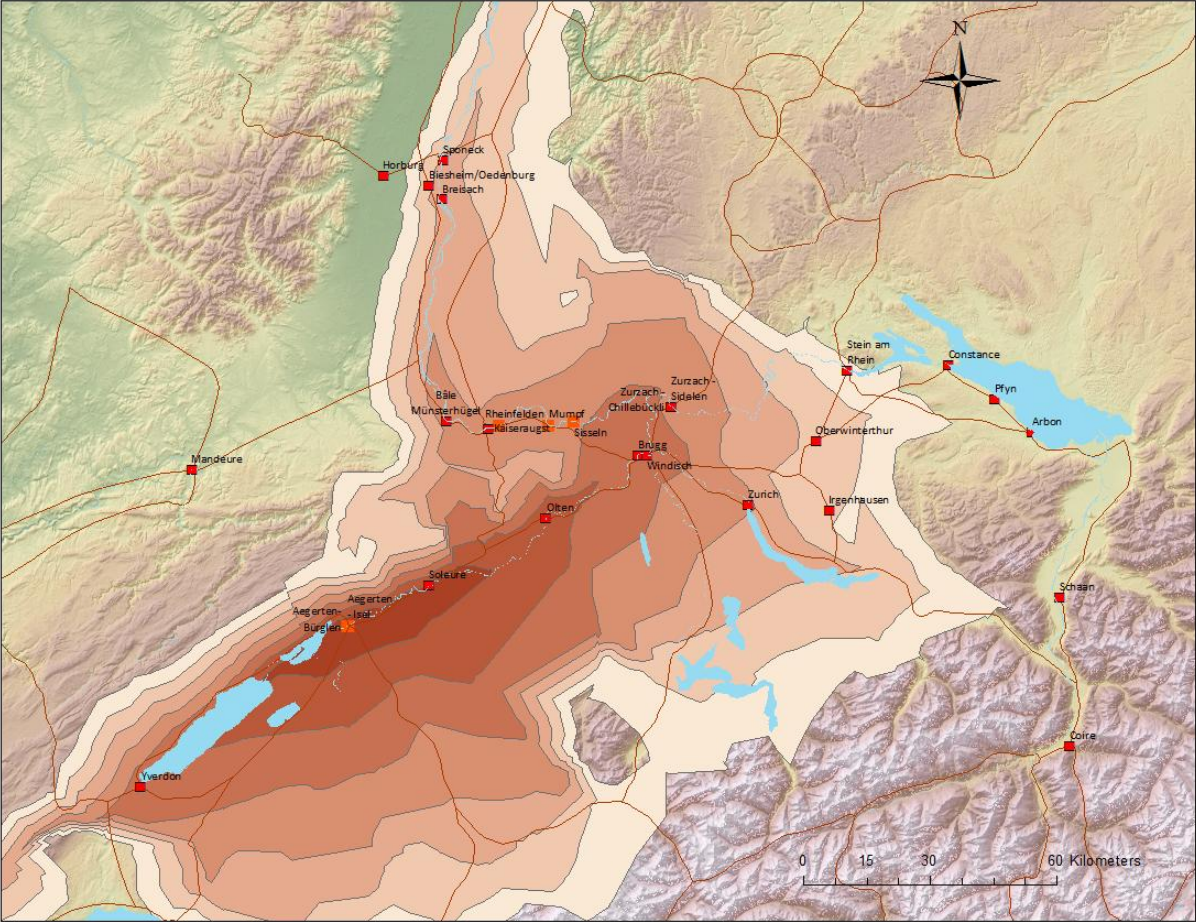 N
Sponeck
Horburg
Biesheim/Oedenburg
Breisach
Stein am
Rhein
Constance
Zurzach -
Sidelen
Zurzach -
Chillebückli
Pfyn
Bâle
Münsterhügel
Rheinfelden
Mumpf
Kaiseraugst
Sisseln
Arbon
Oberwinterthur
Brugg
Windisch
Mandeure
Zurich
Irgenhausen
Olten
Soleure
Schaan
Aegerten
- Isel
Aegerten-
Bürglen
Coire
Yverdon
0 15 30 60 Kilometers